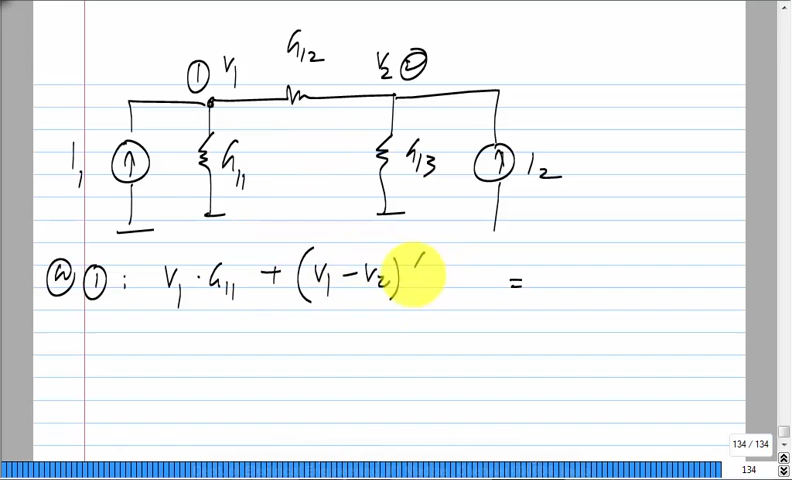 G12
① V1 V2 ②
I1 G11 G13 I2
@ ① : V1 · G11 + (V1 − V2) =
134 / 134
134